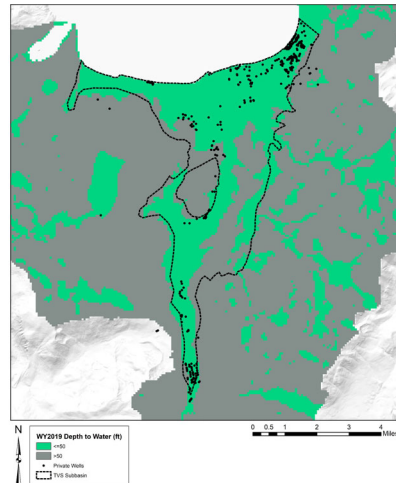 N
WY2019 Depth to Water (ft)
<=50
>50
Private Wells
TVS Subbasin
0 0.5 1 2 3 4
Miles